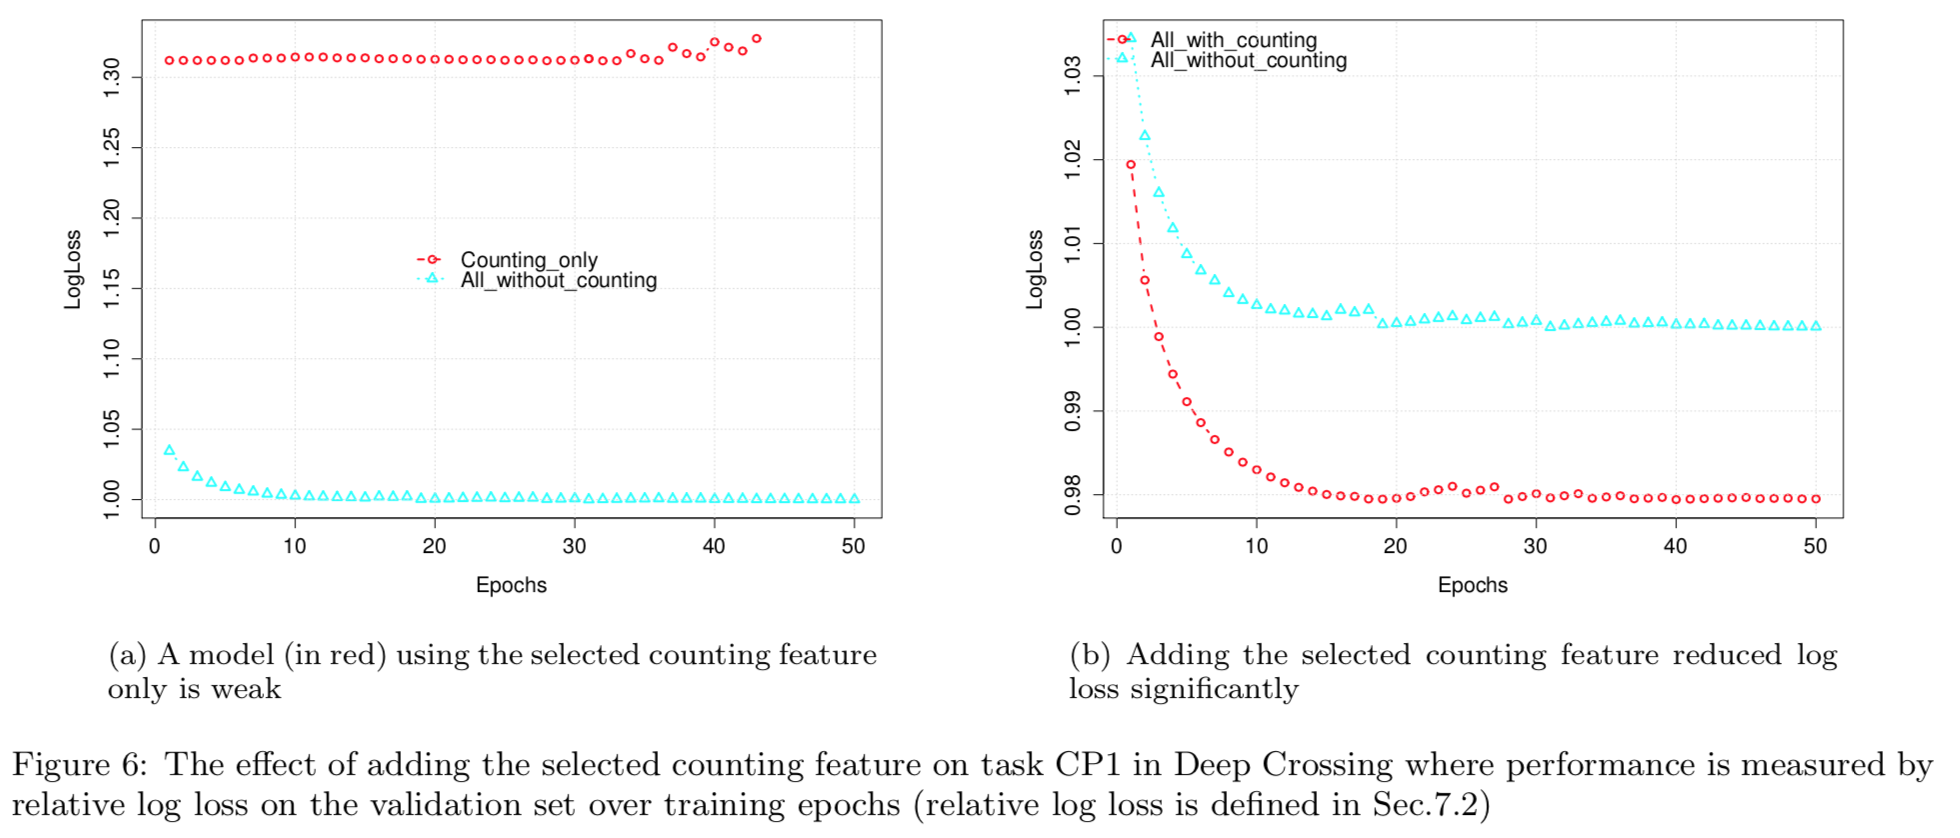 LogLoss
1.30
1.25
1.20
1.15
1.10
1.05
1.00
Counting_only
All_without_counting
0 10 20 30 40 50
Epochs
(a) A model (in red) using the selected counting feature
only is weak
LogLoss
1.03
1.02
1.01
1.00
0.99
0.98
All_with_counting
All_without_counting
0 10 20 30 40 50
Epochs
(b) Adding the selected counting feature reduced log
loss significantly
Figure 6: The effect of adding the selected counting feature on task CP1 in Deep Crossing where performance is measured by
relative log loss on the validation set over training epochs (relative log loss is defined in Sec.7.2)